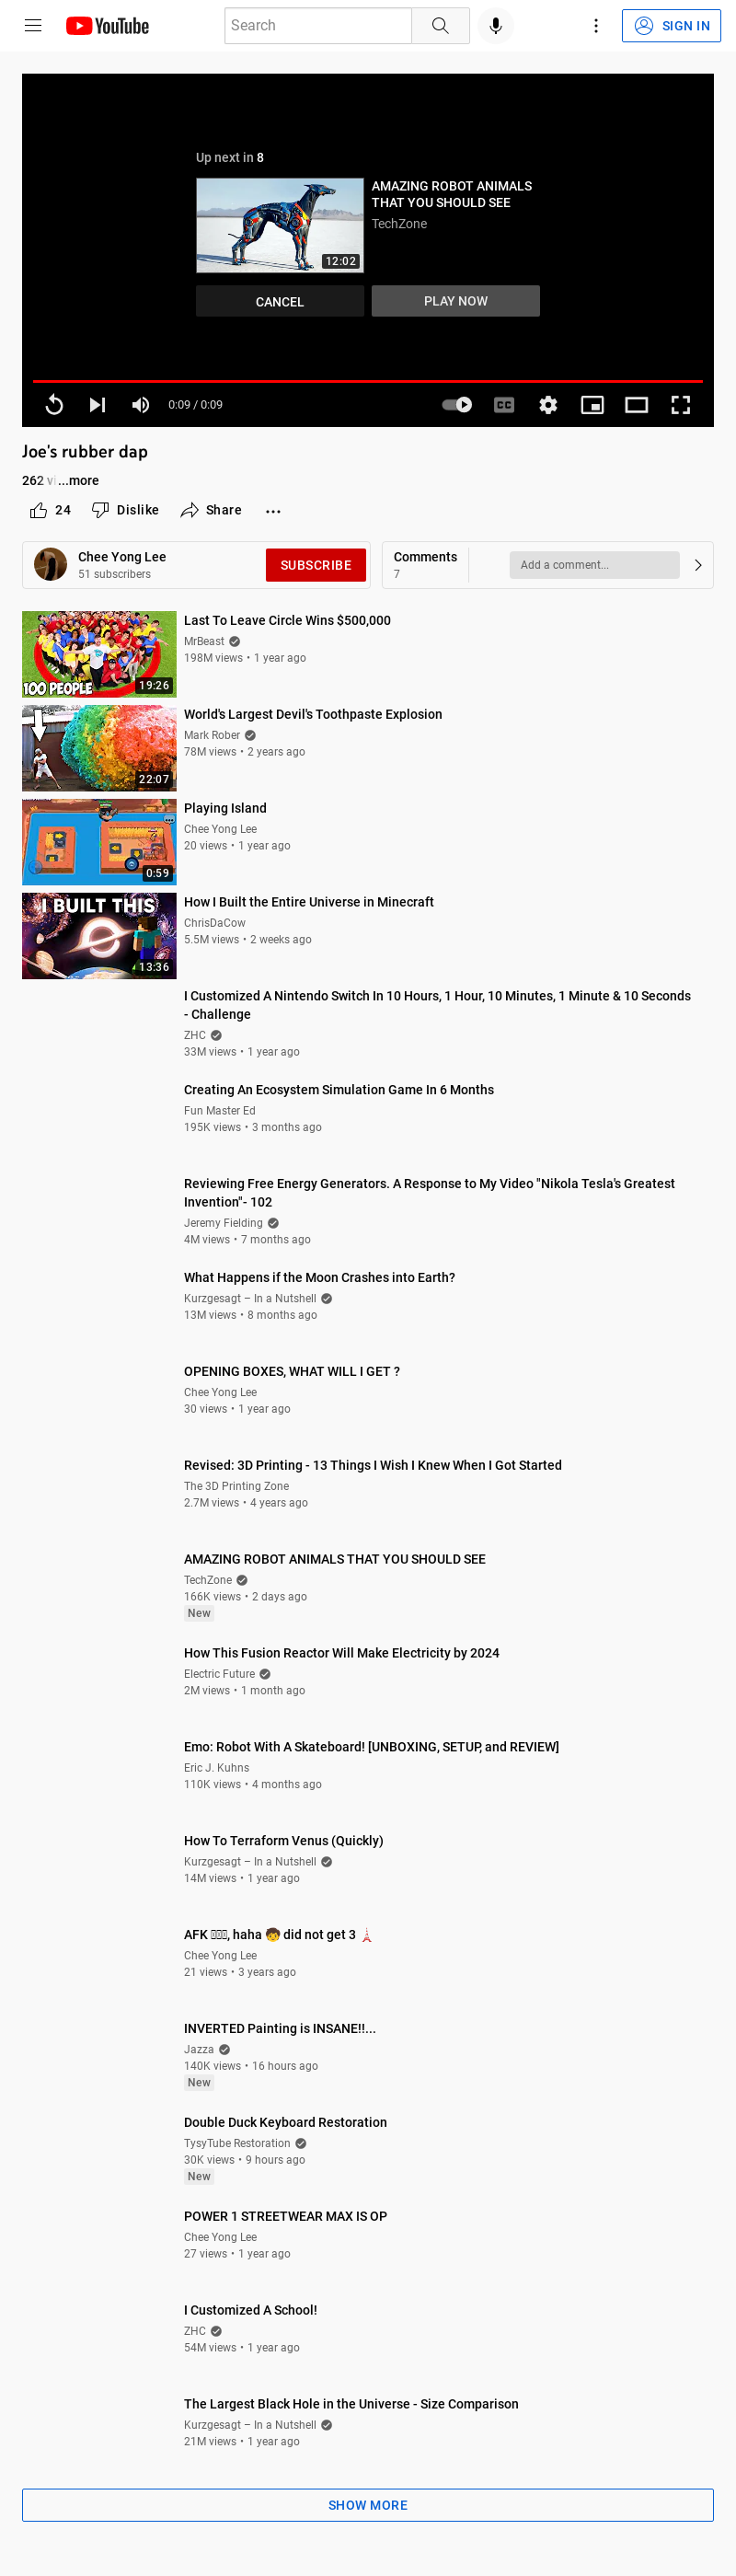 YouTube
Search
SIGN IN
Up next in 8
AMAZING ROBOT ANIMALS
THAT YOU SHOULD SEE
TechZone
12:02
CANCEL
PLAY NOW
0:09 / 0:09
CC
Joe's rubber dap
262 vi ...more
24
Dislike
Share
Chee Yong Lee
51 subscribers
SUBSCRIBE
Comments
7
Add a comment...
100 PEOPLE
19:26
Last To Leave Circle Wins $500,000
MrBeast
198M views • 1 year ago
22:07
World's Largest Devil's Toothpaste Explosion
Mark Rober
78M views • 2 years ago
0:59
Playing Island
Chee Yong Lee
20 views • 1 year ago
I BUILT THIS
13:36
How I Built the Entire Universe in Minecraft
ChrisDaCow
5.5M views • 2 weeks ago
I Customized A Nintendo Switch In 10 Hours, 1 Hour, 10 Minutes, 1 Minute & 10 Seconds
- Challenge
ZHC
33M views • 1 year ago
Creating An Ecosystem Simulation Game In 6 Months
Fun Master Ed
195K views • 3 months ago
Reviewing Free Energy Generators. A Response to My Video "Nikola Tesla's Greatest
Invention"- 102
Jeremy Fielding
4M views • 7 months ago
What Happens if the Moon Crashes into Earth?
Kurzgesagt – In a Nutshell
13M views • 8 months ago
OPENING BOXES, WHAT WILL I GET ?
Chee Yong Lee
30 views • 1 year ago
Revised: 3D Printing - 13 Things I Wish I Knew When I Got Started
The 3D Printing Zone
2.7M views • 4 years ago
AMAZING ROBOT ANIMALS THAT YOU SHOULD SEE
TechZone
166K views • 2 days ago
New
How This Fusion Reactor Will Make Electricity by 2024
Electric Future
2M views • 1 month ago
Emo: Robot With A Skateboard! [UNBOXING, SETUP, and REVIEW]
Eric J. Kuhns
110K views • 4 months ago
How To Terraform Venus (Quickly)
Kurzgesagt – In a Nutshell
14M views • 1 year ago
AFK , haha 🧒 did not get 3 🗼
Chee Yong Lee
21 views • 3 years ago
INVERTED Painting is INSANE!!...
Jazza
140K views • 16 hours ago
New
Double Duck Keyboard Restoration
TysyTube Restoration
30K views • 9 hours ago
New
POWER 1 STREETWEAR MAX IS OP
Chee Yong Lee
27 views • 1 year ago
I Customized A School!
ZHC
54M views • 1 year ago
The Largest Black Hole in the Universe - Size Comparison
Kurzgesagt – In a Nutshell
21M views • 1 year ago
SHOW MORE